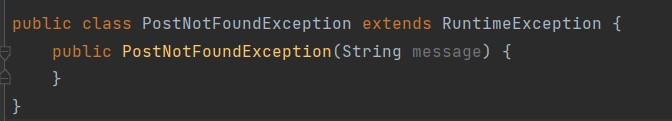 public class PostNotFoundException extends RuntimeException {
    public PostNotFoundException(String message) {
    }
}